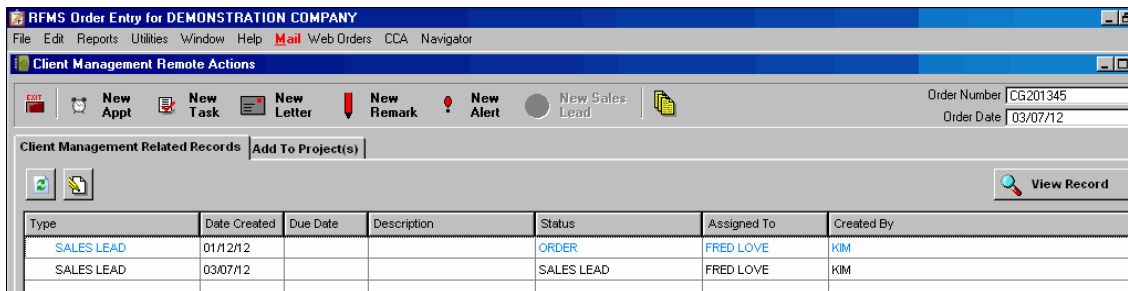 RFMS Order Entry for DEMONSTRATION COMPANY
File Edit Reports Utilities Window Help Mail Web Orders CCA Navigator
Client Management Remote Actions
EXIT New Appt New Task New Letter New Remark New Alert New Sales Lead
Order Number CG201345
Order Date 03/07/12
Client Management Related Records Add To Project(s)
View Record
Type Date Created Due Date Description Status Assigned To Created By
SALES LEAD 01/12/12 ORDER FRED LOVE KIM
SALES LEAD 03/07/12 SALES LEAD FRED LOVE KIM